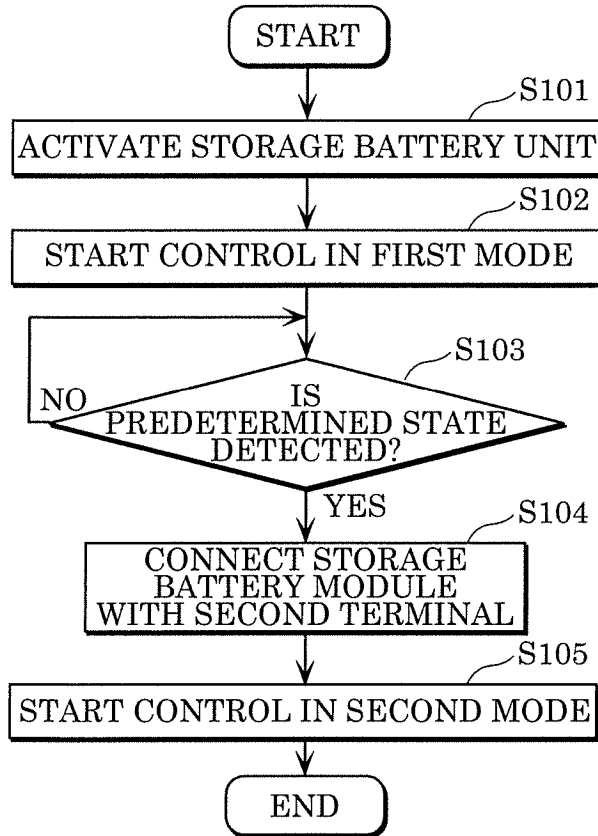 START
S101
ACTIVATE STORAGE BATTERY UNIT
S102
START CONTROL IN FIRST MODE
S103
NO
IS
PREDETERMINED STATE
DETECTED?
YES
S104
CONNECT STORAGE
BATTERY MODULE
WITH SECOND TERMINAL
S105
START CONTROL IN SECOND MODE
END